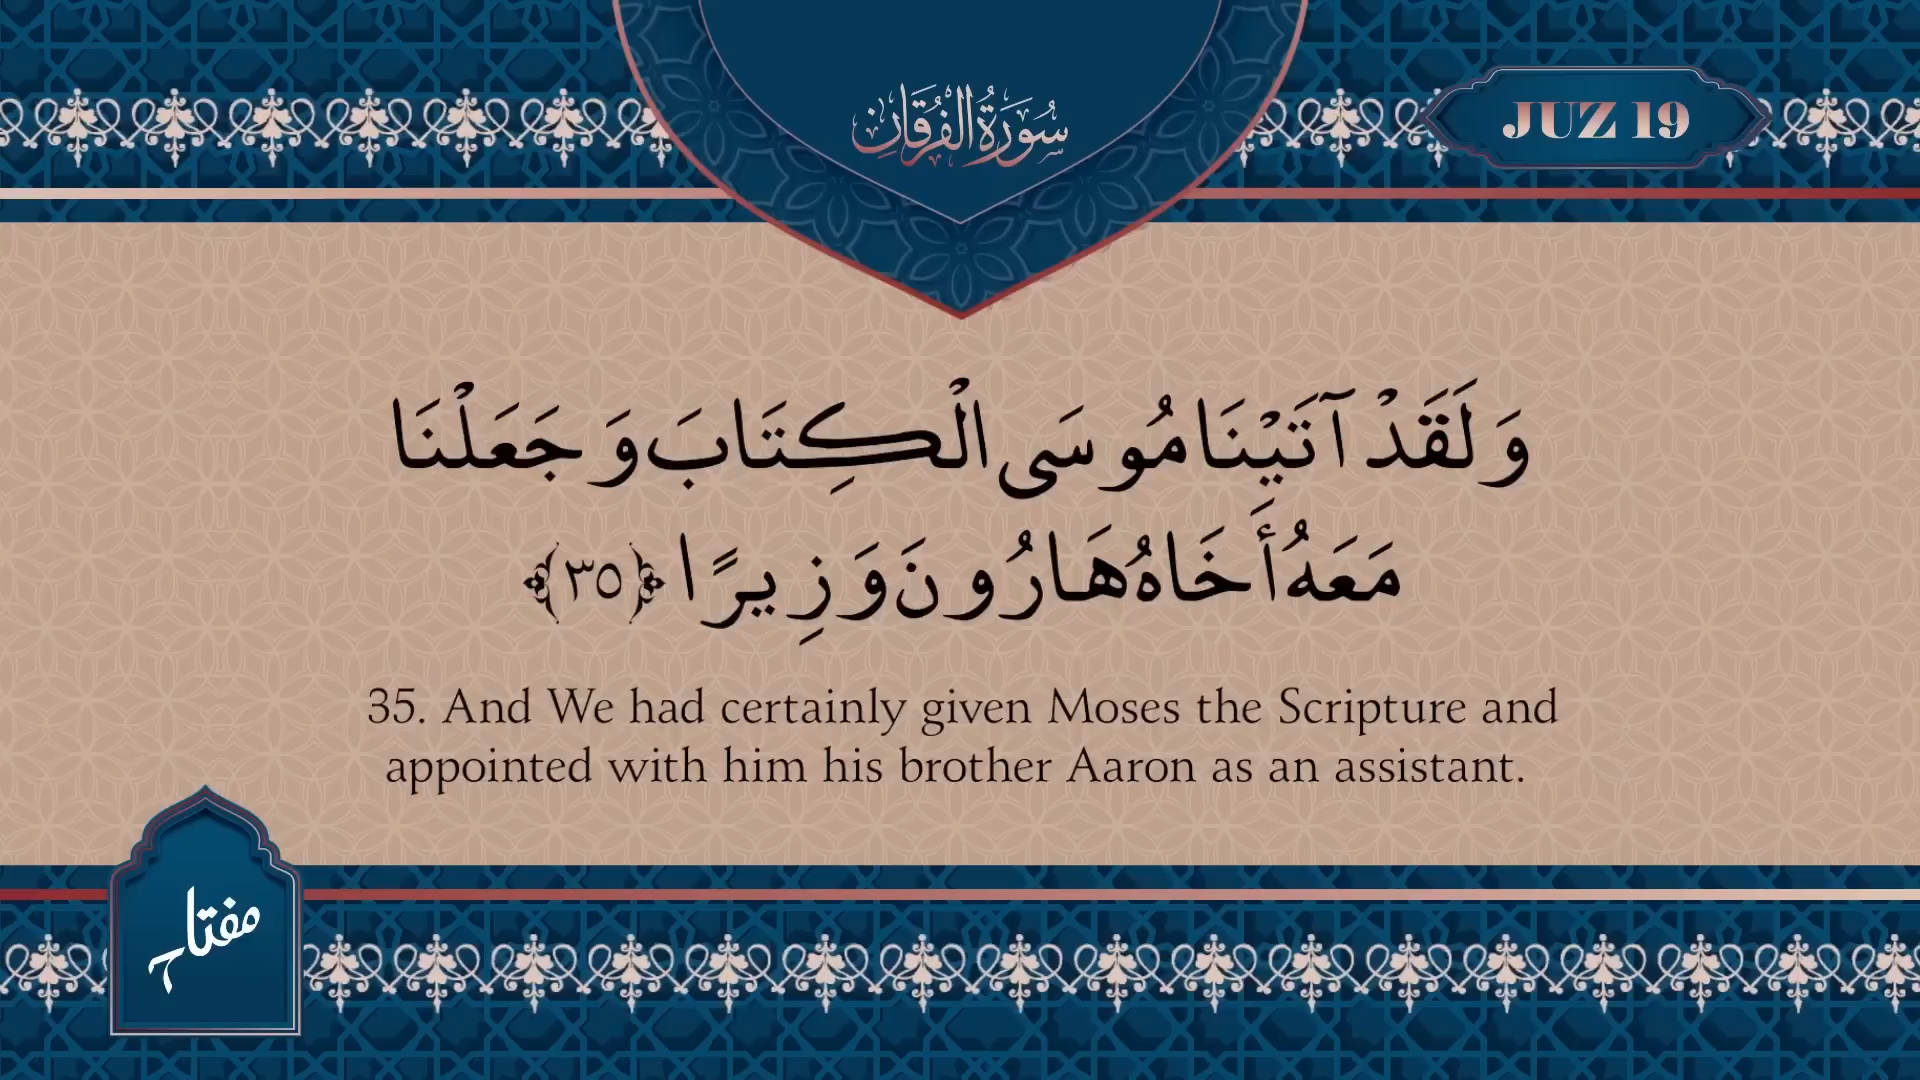 سُورَةُ الْفُرْقَانِ
JUZ 19
وَلَقَدْ آتَيْنَا مُوسَى الْكِتَابَ وَجَعَلْنَا
مَعَهُ أَخَاهُ هَارُونَ وَزِيرًا ﴿٣٥﴾
35. And We had certainly given Moses the Scripture and
appointed with him his brother Aaron as an assistant.
مفتاح